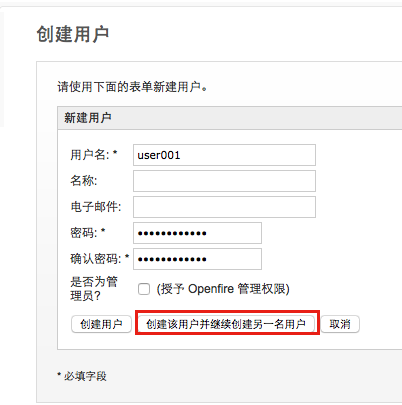 创建用户
请使用下面的表单新建用户。
新建用户
用户名: * user001
名称:
电子邮件:
密码: * ••••••••••••
确认密码: * ••••••••••••
是否为管
理员? (授予 Openfire 管理权限)
创建用户 创建该用户并继续创建另一名用户 取消
* 必填字段